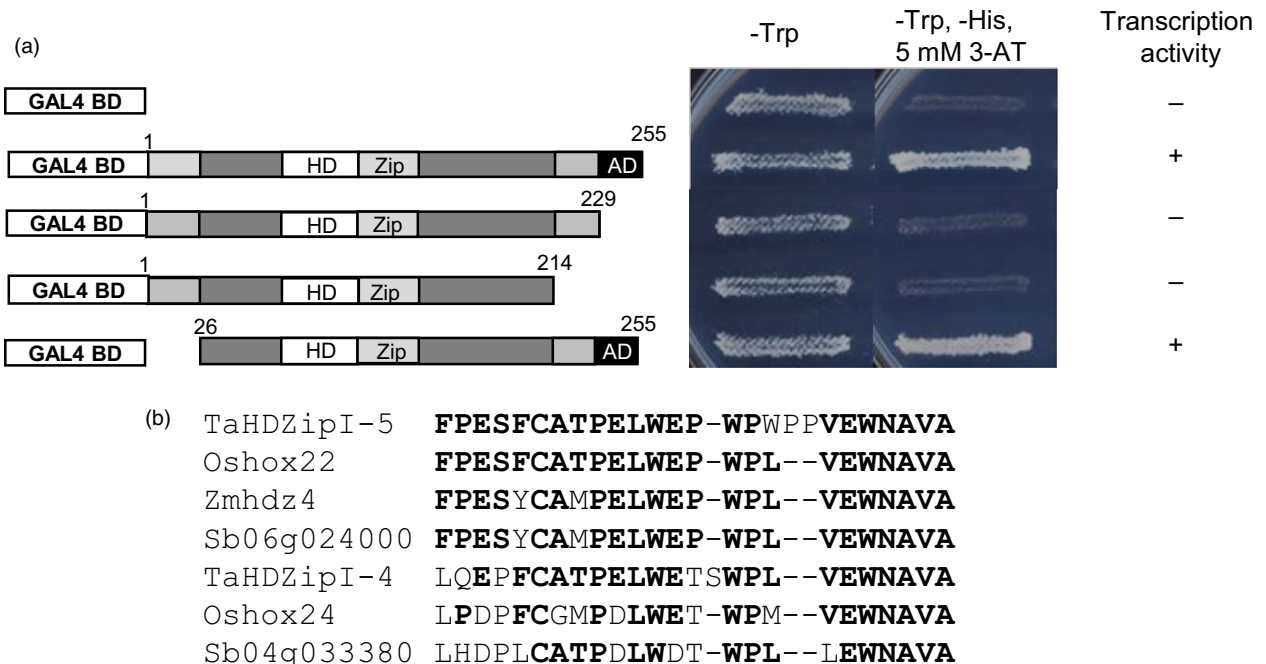 (a)
-Trp
-Trp, -His,
5 mM 3-AT
Transcription
activity
GAL4 BD
–
1
255
GAL4 BD HD Zip AD
+
1
229
GAL4 BD HD Zip
–
1
214
GAL4 BD HD Zip
–
26
255
GAL4 BD HD Zip AD
+
(b)
TaHDZipI-5 FPESFCATPELWEP-WPWPPVEWNAVA
Oshox22 FPESFCATPELWEP-WPL--VEWNAVA
Zmhdz4 FPESYCAMPELWEP-WPL--VEWNAVA
Sb06g024000 FPESYCAMPELWEP-WPL--VEWNAVA
TaHDZipI-4 LQEPFCATPELWETSWPL--VEWNAVA
Oshox24 LPDPFCGMPDLWET-WPM--VEWNAVA
Sb04g033380 LHDPLCATPDLWDT-WPL--LEWNAVA